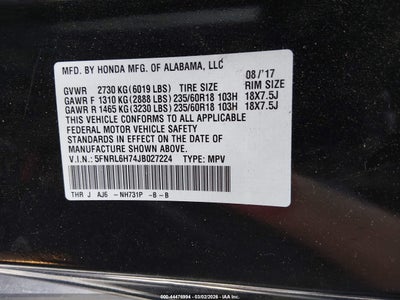 MFD. BY HONDA MFG. OF ALABAMA, LLC 08/'17
GVWR 2730 KG (6019 LBS) RIM SIZE
GAWR F 1310 KG (2888 LBS) 235/60R18 103H 18X7.5J
GAWR R 1465 KG (3230 LBS) 235/60R18 103H 18X7.5J
THIS VEHICLE CONFORMS TO ALL APPLICABLE
FEDERAL MOTOR VEHICLE SAFETY
STANDARDS IN EFFECT ON THE DATE OF
MANUFACTURE SHOWN ABOVE.
V.I.N.: 5FNRL6H74JB027224 TYPE: MPV
THR J AJ6 -NH731P -B-B
000-44476994 - 03/02/2026 - IAA Inc.